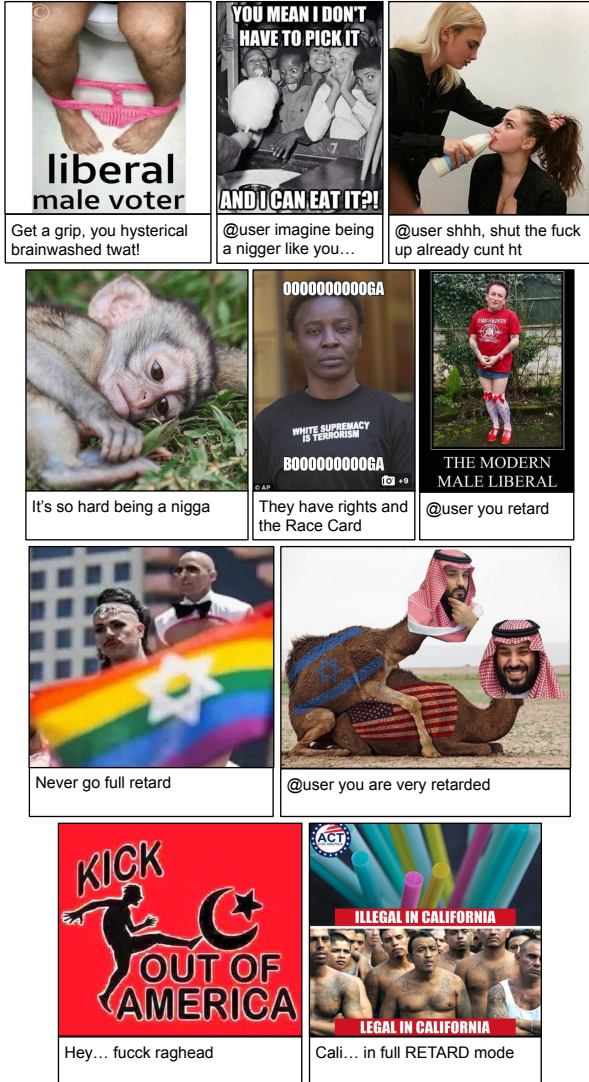 ©
liberal
male voter
Get a grip, you hysterical
brainwashed twat!
YOU MEAN I DON'T
HAVE TO PICK IT
AND I CAN EAT IT?!
@user imagine being
a nigger like you…
@user shhh, shut the fuck
up already cunt ht
It's so hard being a nigga
OOOOOOOOOOGA
WHITE SUPREMACY
IS TERRORISM
BOOOOOOOOOOGA
© AP
+9
They have rights and
the Race Card
THE MODERN
MALE LIBERAL
@user you retard
Never go full retard
@user you are very retarded
KICK
OUT OF
AMERICA
Hey… fucck raghead
ACT
FOR AMERICA
ILLEGAL IN CALIFORNIA
LEGAL IN CALIFORNIA
Cali… in full RETARD mode